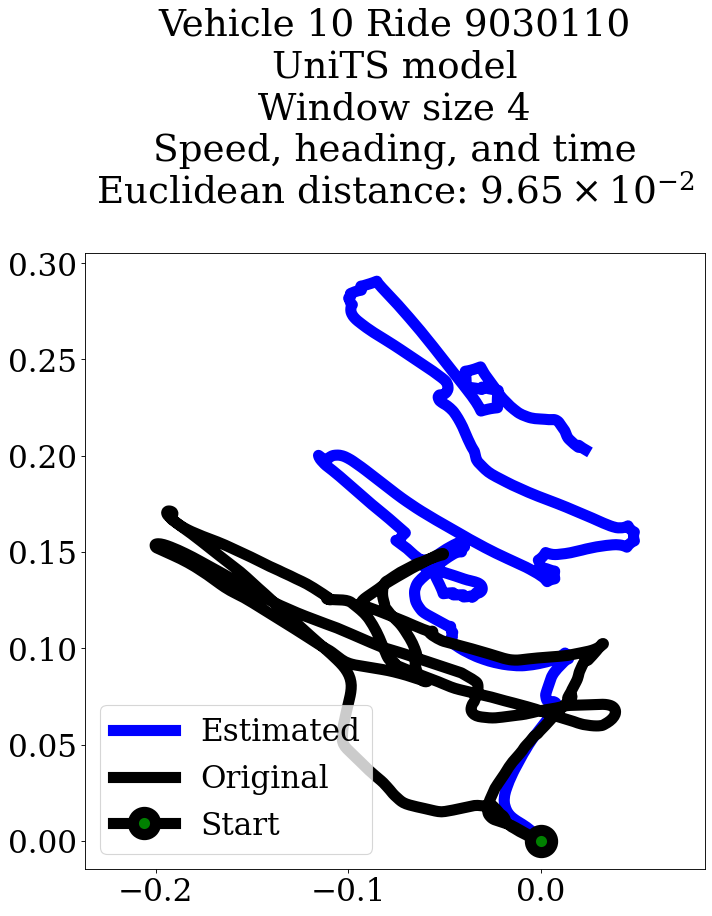 Vehicle 10 Ride 9030110
UniTS model
Window size 4
Speed, heading, and time
Euclidean distance: 9.65 × 10⁻²
0.30
0.25
0.20
0.15
0.10
0.05
0.00
Estimated
Original
Start
−0.2
−0.1
0.0